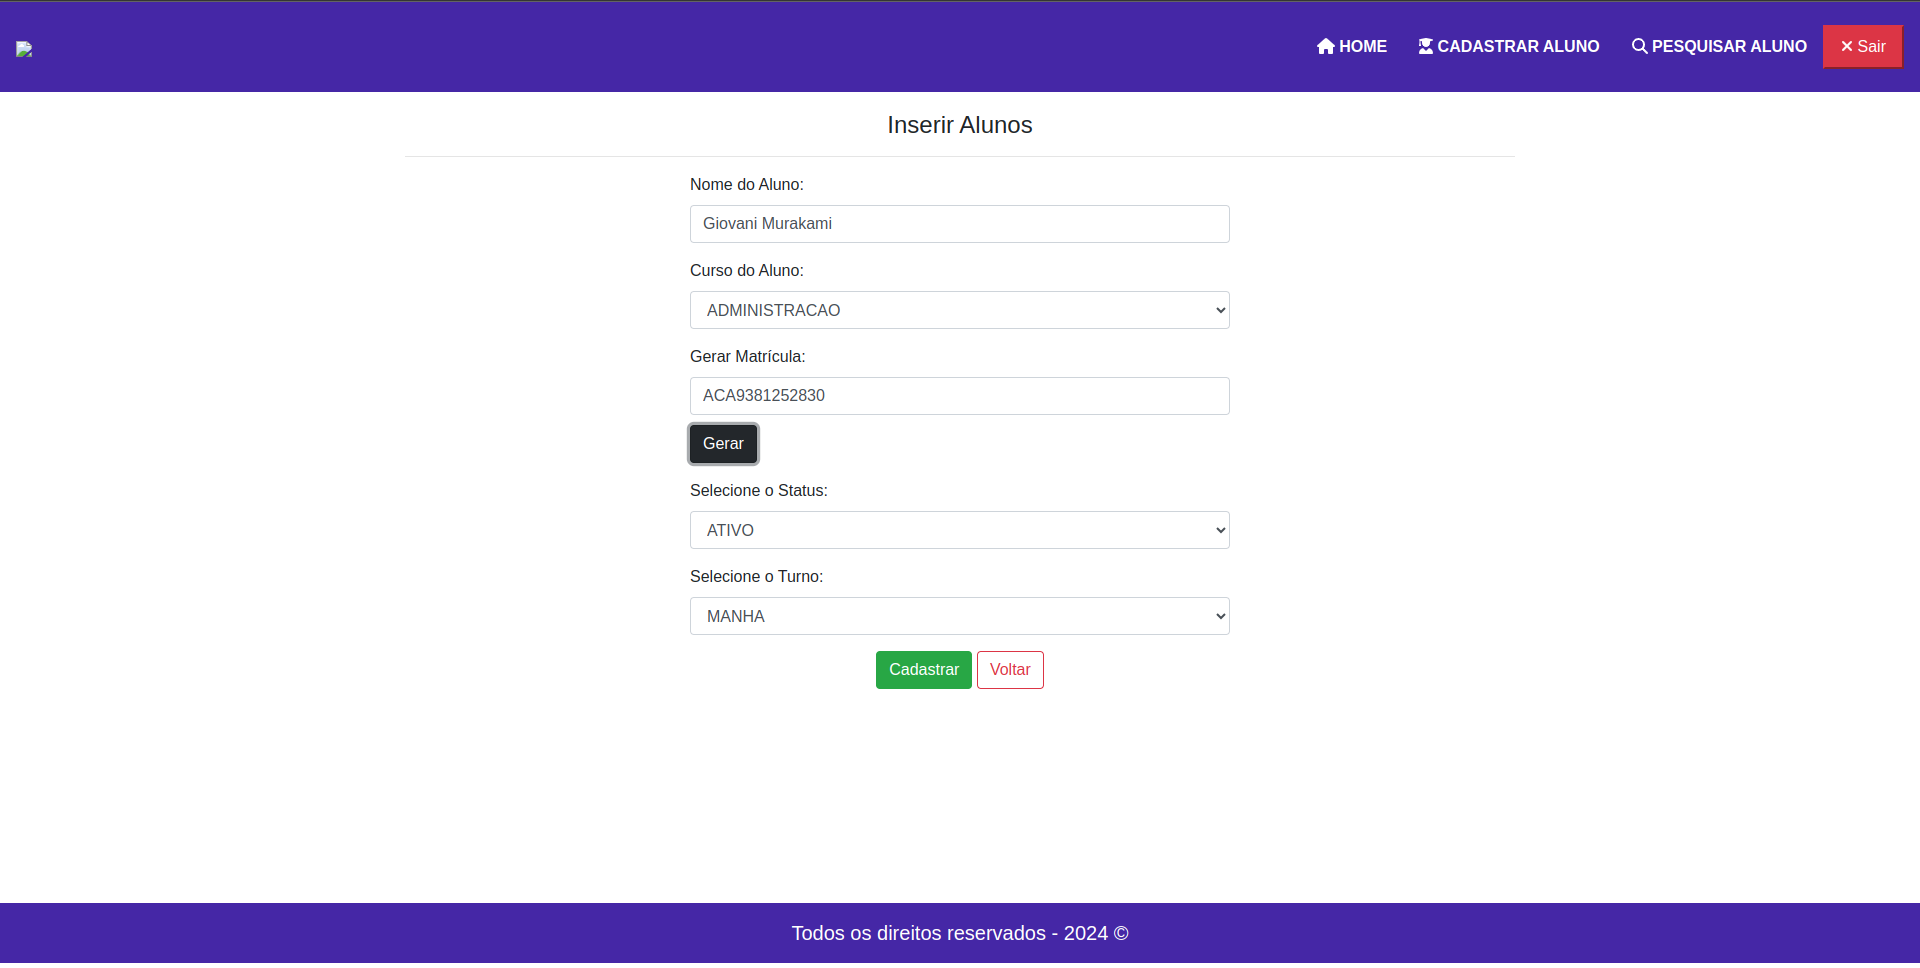 HOME CADASTRAR ALUNO PESQUISAR ALUNO Sair
Inserir Alunos
Nome do Aluno:
Giovani Murakami
Curso do Aluno:
ADMINISTRACAO
Gerar Matrícula:
ACA9381252830
Gerar
Selecione o Status:
ATIVO
Selecione o Turno:
MANHA
Cadastrar Voltar
Todos os direitos reservados - 2024 ©